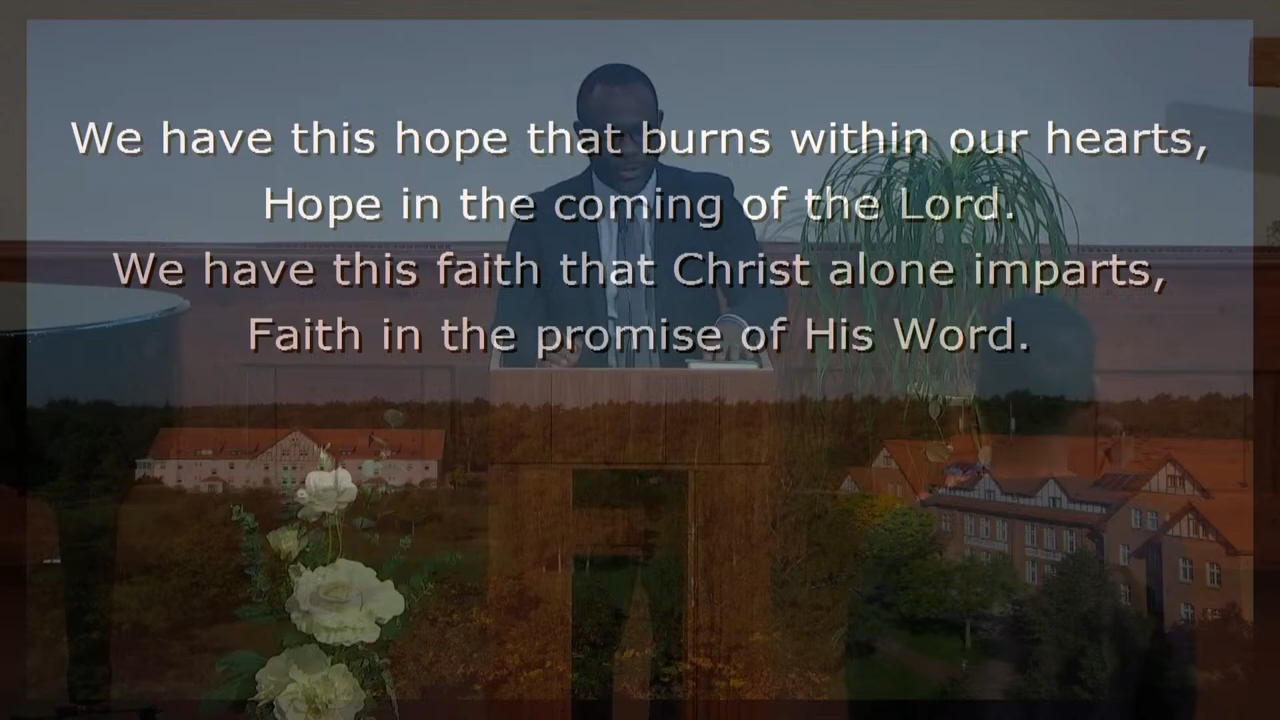 We have this hope that burns within our hearts,
Hope in the coming of the Lord.
We have this faith that Christ alone imparts,
Faith in the promise of His Word.